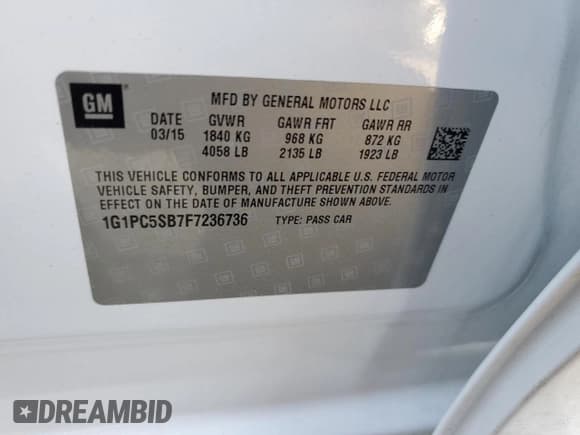 GM
MFD BY GENERAL MOTORS LLC
DATE GVWR GAWR FRT GAWR RR
03/15 1840 KG 968 KG 872 KG
4058 LB 2135 LB 1923 LB
THIS VEHICLE CONFORMS TO ALL APPLICABLE U.S. FEDERAL MOTOR
VEHICLE SAFETY, BUMPER, AND THEFT PREVENTION STANDARDS IN
EFFECT ON THE DATE OF MANUFACTURE SHOWN ABOVE.
1G1PC5SB7F7236736 TYPE: PASS CAR
DREAMBID